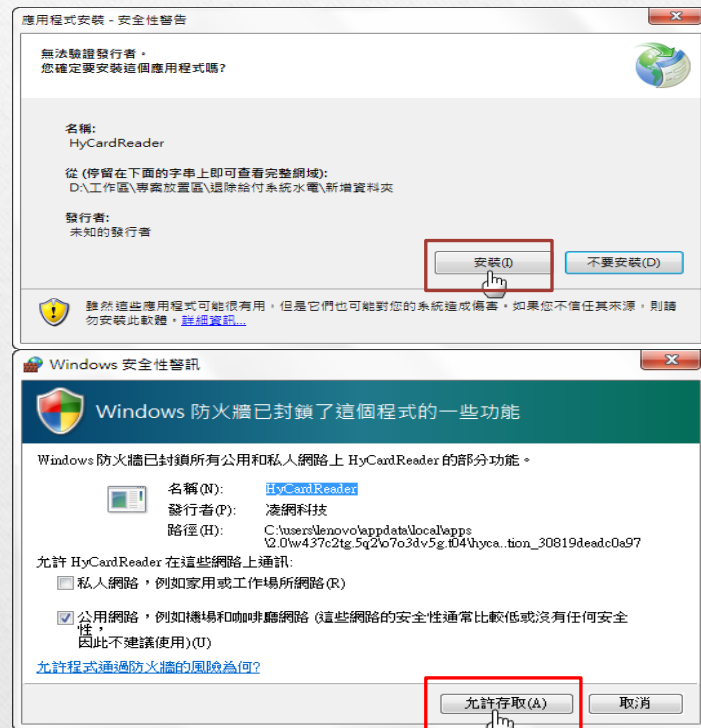 應用程式安裝 - 安全性警告
無法驗證發行者。
您確定要安裝這個應用程式嗎?
名稱:
HyCardReader
從 (停留在下面的字串上即可查看完整網域):
D:\工作區\專案放置區\退除給付系統水電\新增資料夾
發行者:
未知的發行者
安裝(I)
不要安裝(D)
雖然這些應用程式可能很有用，但是它們也可能對您的系統造成傷害。如果您不信任其來源，則請
勿安裝此軟體。詳細資訊...
Windows 安全性警訊
Windows 防火牆已封鎖了這個程式的一些功能
Windows 防火牆已封鎖所有公用和私人網路上 HyCardReader 的部分功能。
名稱(N): HyCardReader
發行者(P): 凌網科技
路徑(H): C:\users\lenovo\appdata\local\apps
\2.0\w437c2tg.5q2\o7o3dv5g.t04\hyca..tion_30819deadc0a97
允許 HyCardReader 在這些網路上通訊:
私人網路，例如家用或工作場所網路(R)
公用網路，例如機場和咖啡廳網路 (這些網路的安全性通常比較低或沒有任何安全
性，
因此不建議使用)(U)
允許程式通過防火牆的風險為何?
允許存取(A)
取消